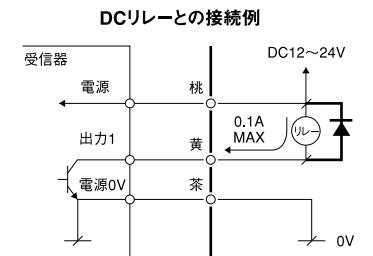 DCリレーとの接続例
受信器
DC12～24V
電源
桃
0.1A
MAX
リレー
出力1
黄
電源0V
茶
0V